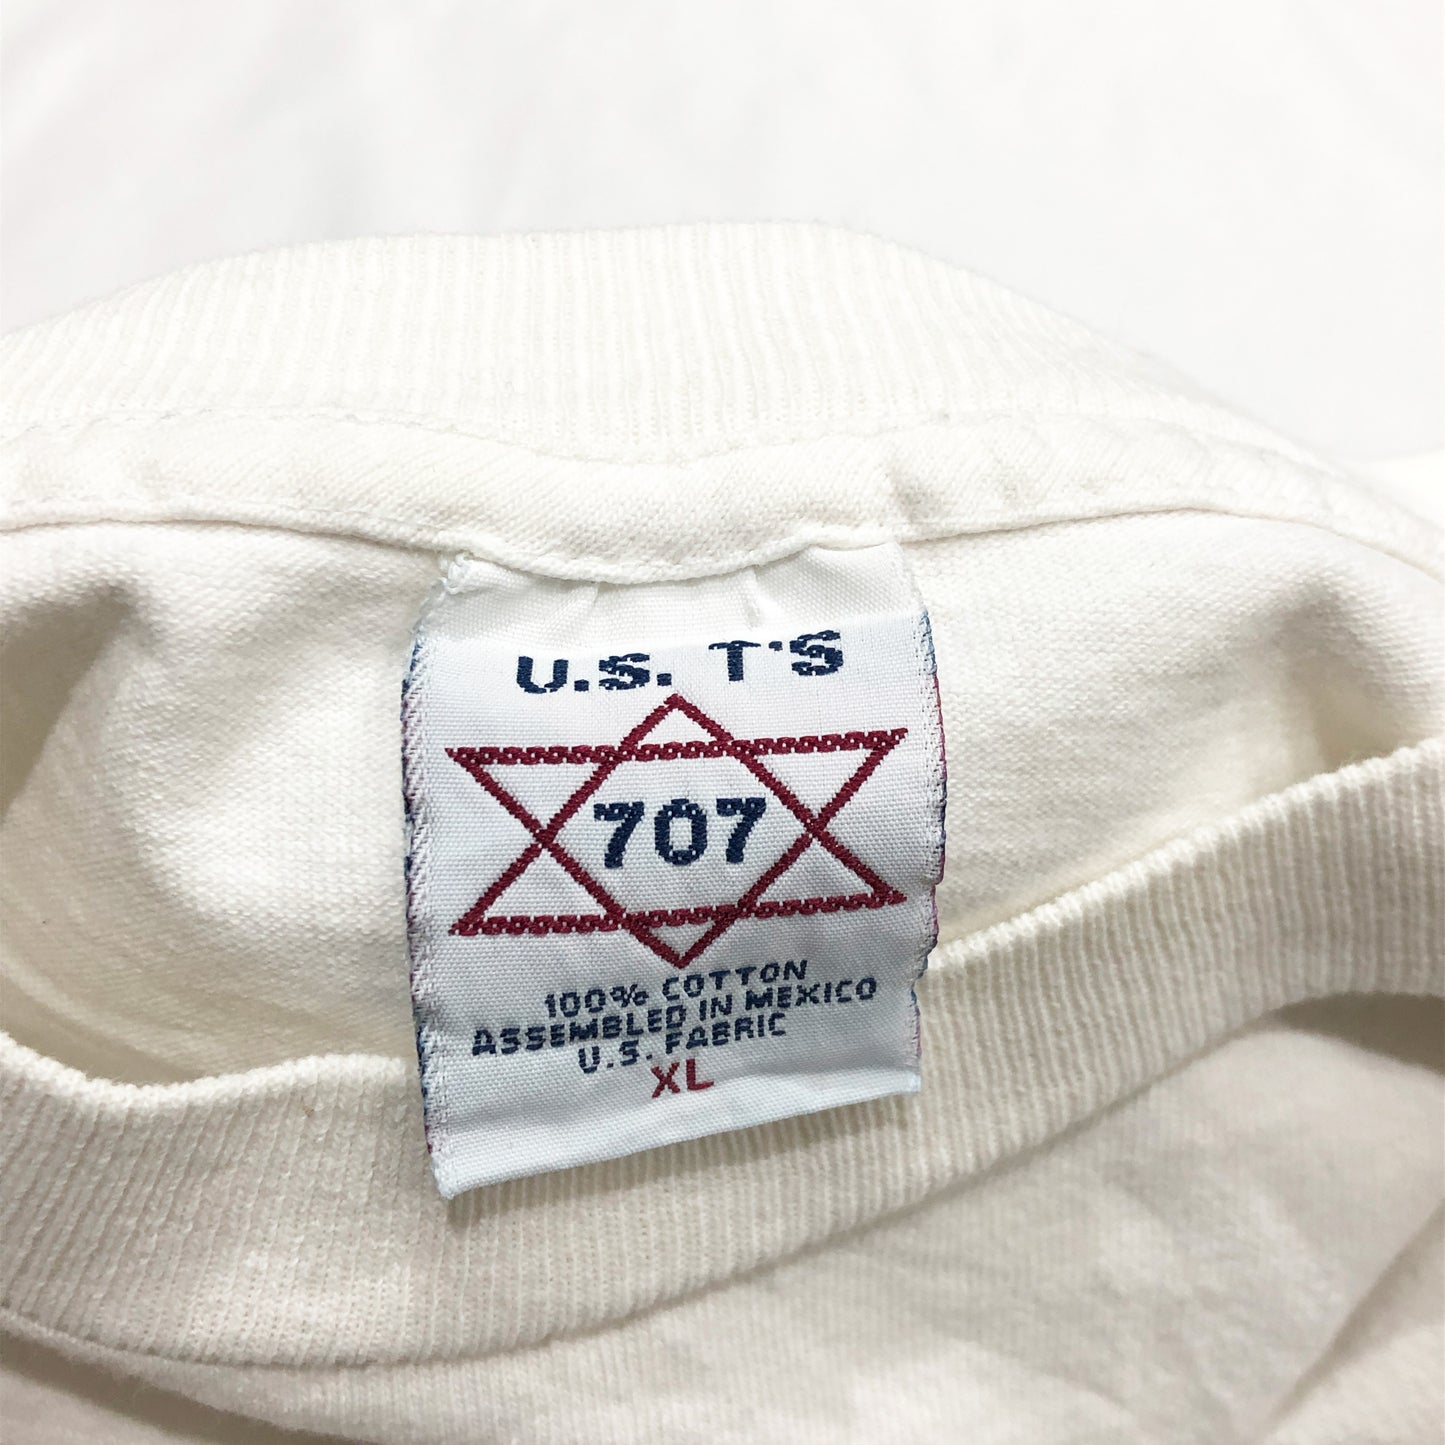 U.S. T'S
707
100% COTTON
ASSEMBLED IN MEXICO
U.S. FABRIC
XL